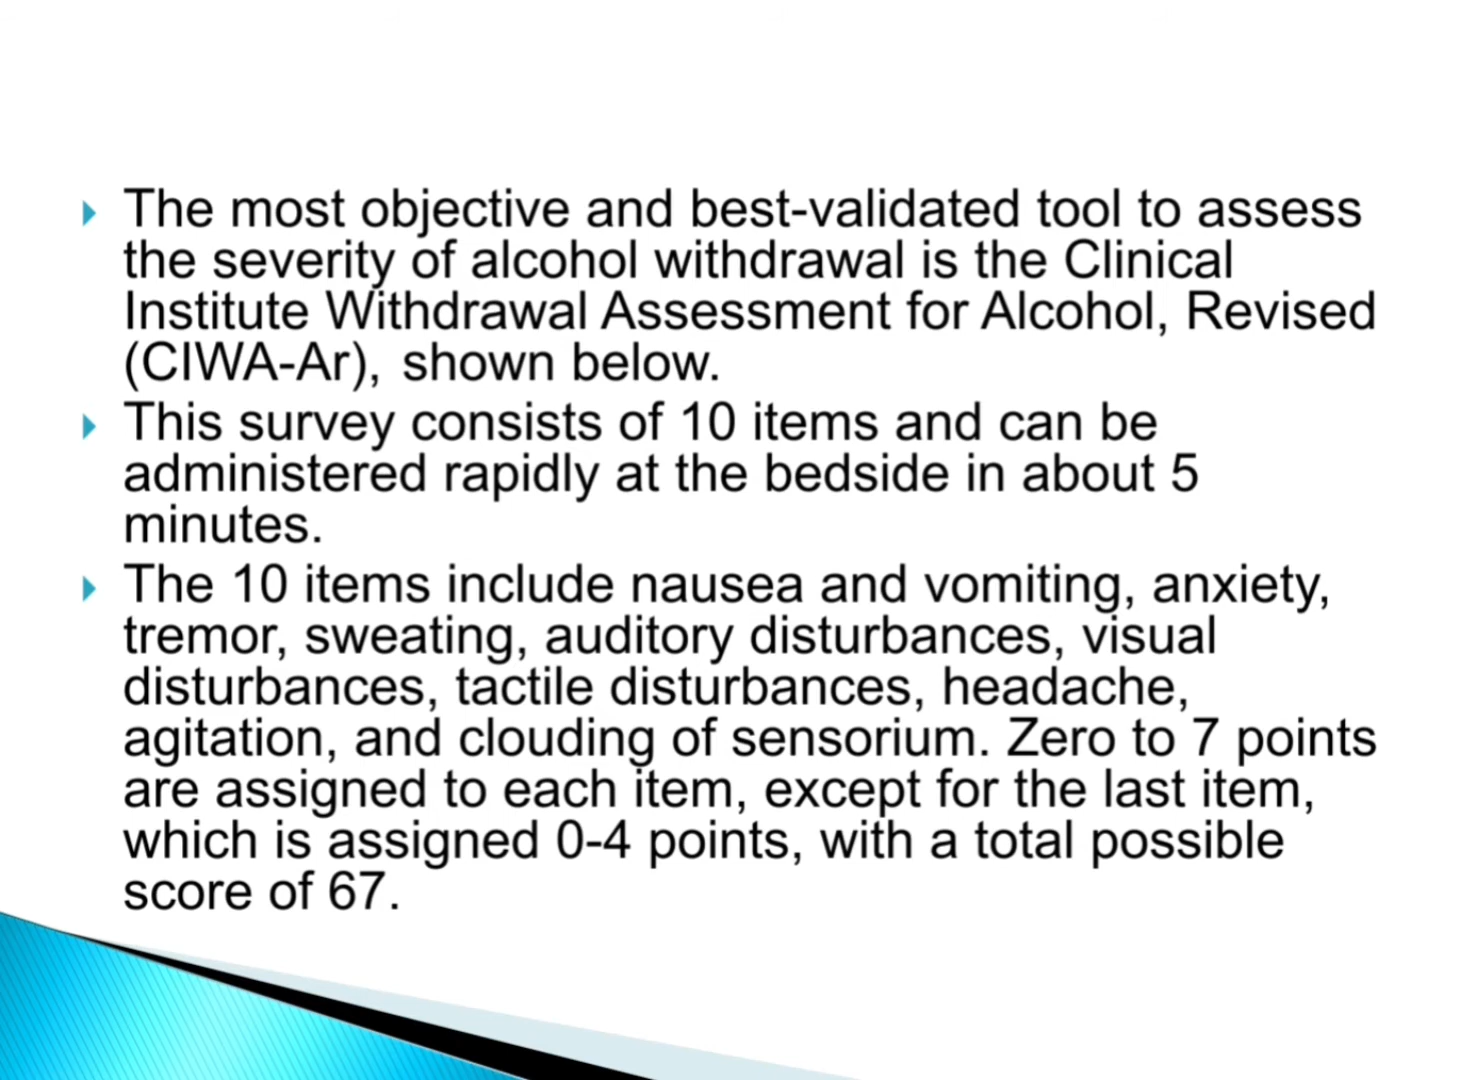 The most objective and best-validated tool to assess
the severity of alcohol withdrawal is the Clinical
Institute Withdrawal Assessment for Alcohol, Revised
(CIWA-Ar), shown below.
This survey consists of 10 items and can be
administered rapidly at the bedside in about 5
minutes.
The 10 items include nausea and vomiting, anxiety,
tremor, sweating, auditory disturbances, visual
disturbances, tactile disturbances, headache,
agitation, and clouding of sensorium. Zero to 7 points
are assigned to each item, except for the last item,
which is assigned 0-4 points, with a total possible
score of 67.